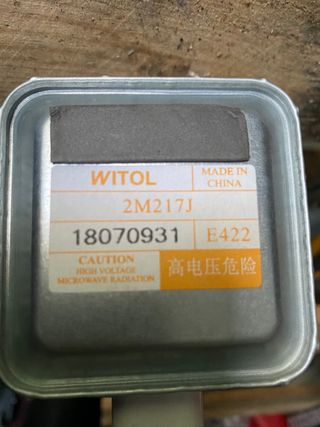 WITOL
MADE IN
CHINA
2M217J
18070931
E422
CAUTION
HIGH VOLTAGE
MICROWAVE RADIATION
高电压危险